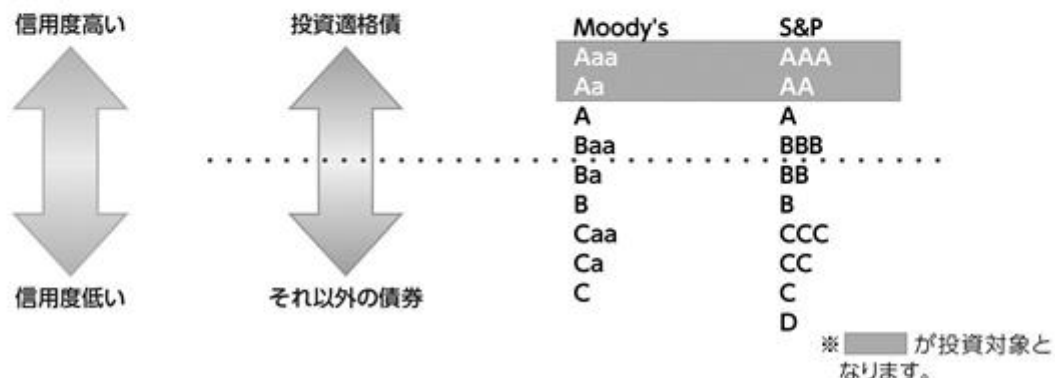 信用度高い 投資適格債 Moody's S&P
Aaa AAA
Aa AA
A A
Baa BBB
Ba BB
B B
Caa CCC
Ca CC
信用度低い それ以外の債券 C C
D
※ が投資対象と
なります。